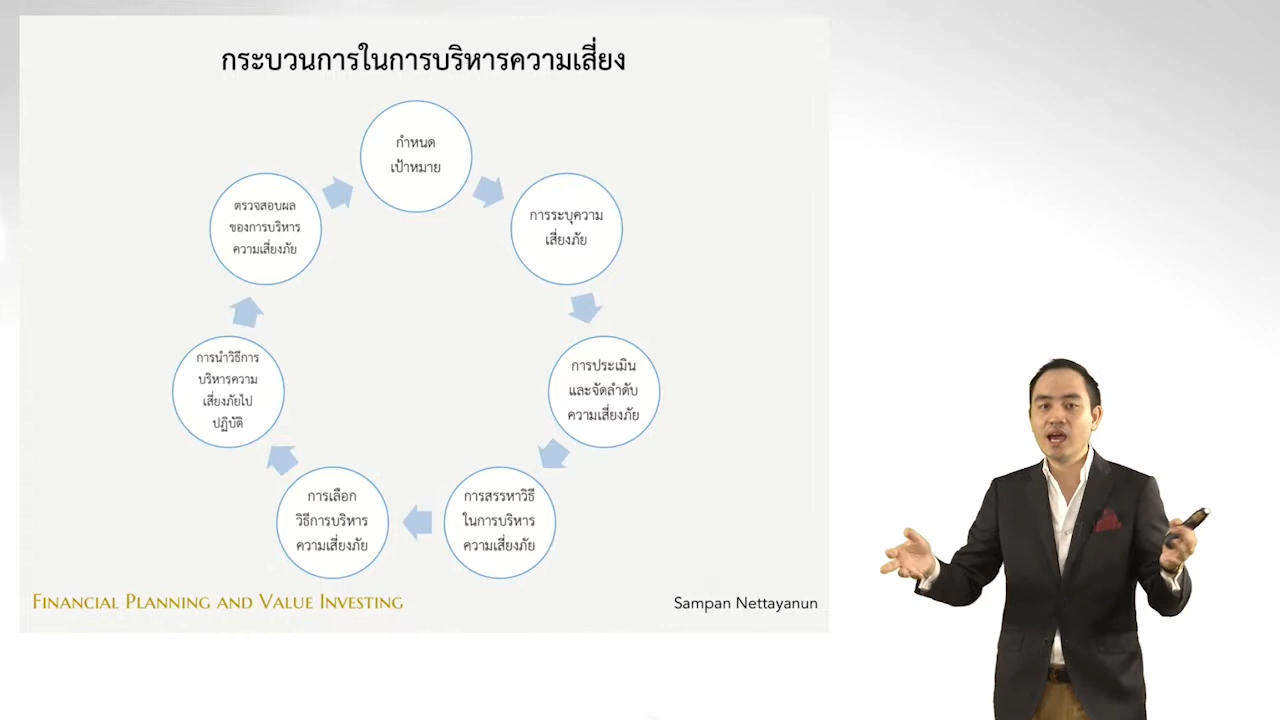 กระบวนการในการบริหารความเสี่ยง
กำหนด
เป้าหมาย
การระบุความ
เสี่ยงภัย
การประเมิน
และจัดลำดับ
ความเสี่ยงภัย
การสรรหาวิธี
ในการบริหาร
ความเสี่ยงภัย
การเลือก
วิธีการบริหาร
ความเสี่ยงภัย
การนำวิธีการ
บริหารความ
เสี่ยงภัยไป
ปฏิบัติ
ตรวจสอบผล
ของการบริหาร
ความเสี่ยงภัย
Financial Planning and Value Investing
Sampan Nettayanun